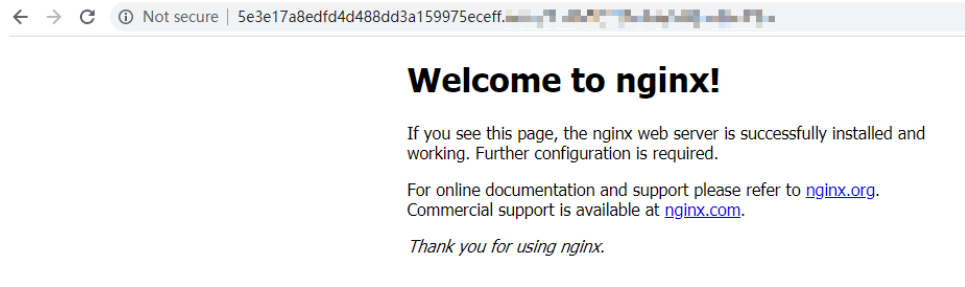 Not secure | 5e3e17a8edfd4d488dd3a159975eceff.
Welcome to nginx!
If you see this page, the nginx web server is successfully installed and
working. Further configuration is required.
For online documentation and support please refer to nginx.org.
Commercial support is available at nginx.com.
Thank you for using nginx.